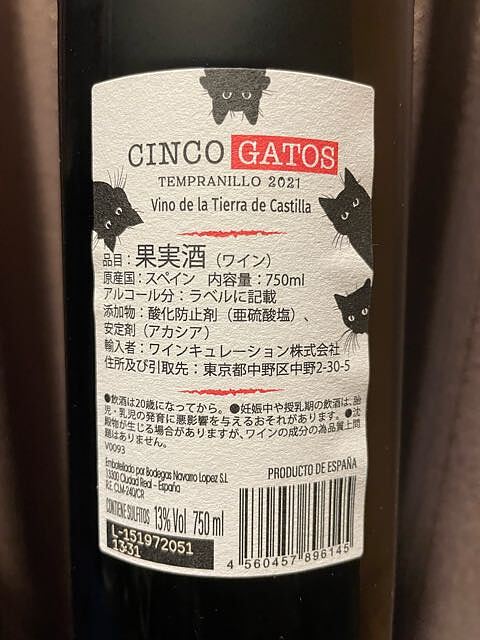 CINCO GATOS
TEMPRANILLO 2021
Vino de la Tierra de Castilla
品目：果実酒（ワイン）
原産国：スペイン 内容量：750ml
アルコール分：ラベルに記載
添加物：酸化防止剤（亜硫酸塩）、
安定剤（アカシア）
輸入者：ワインキュレーション株式会社
住所及び引取先：東京都中野区中野2-30-5
●飲酒は20歳になってから。●妊娠中や授乳期の飲酒は、胎
児・乳児の発育に悪影響を与えるおそれがあります。●沈
殿物が生じる場合がありますが、ワインの成分の為品質上問
題はありません。
V0093
Embotellado por Bodegas Navarro Lopez S.L
13300 Ciudad Real – España
R.E. CLM-240/CR
PRODUCTO DE ESPAÑA
CONTIENE SULFITOS 13% Vol 750 ml
L-151972051
13:31
4 560457 896145